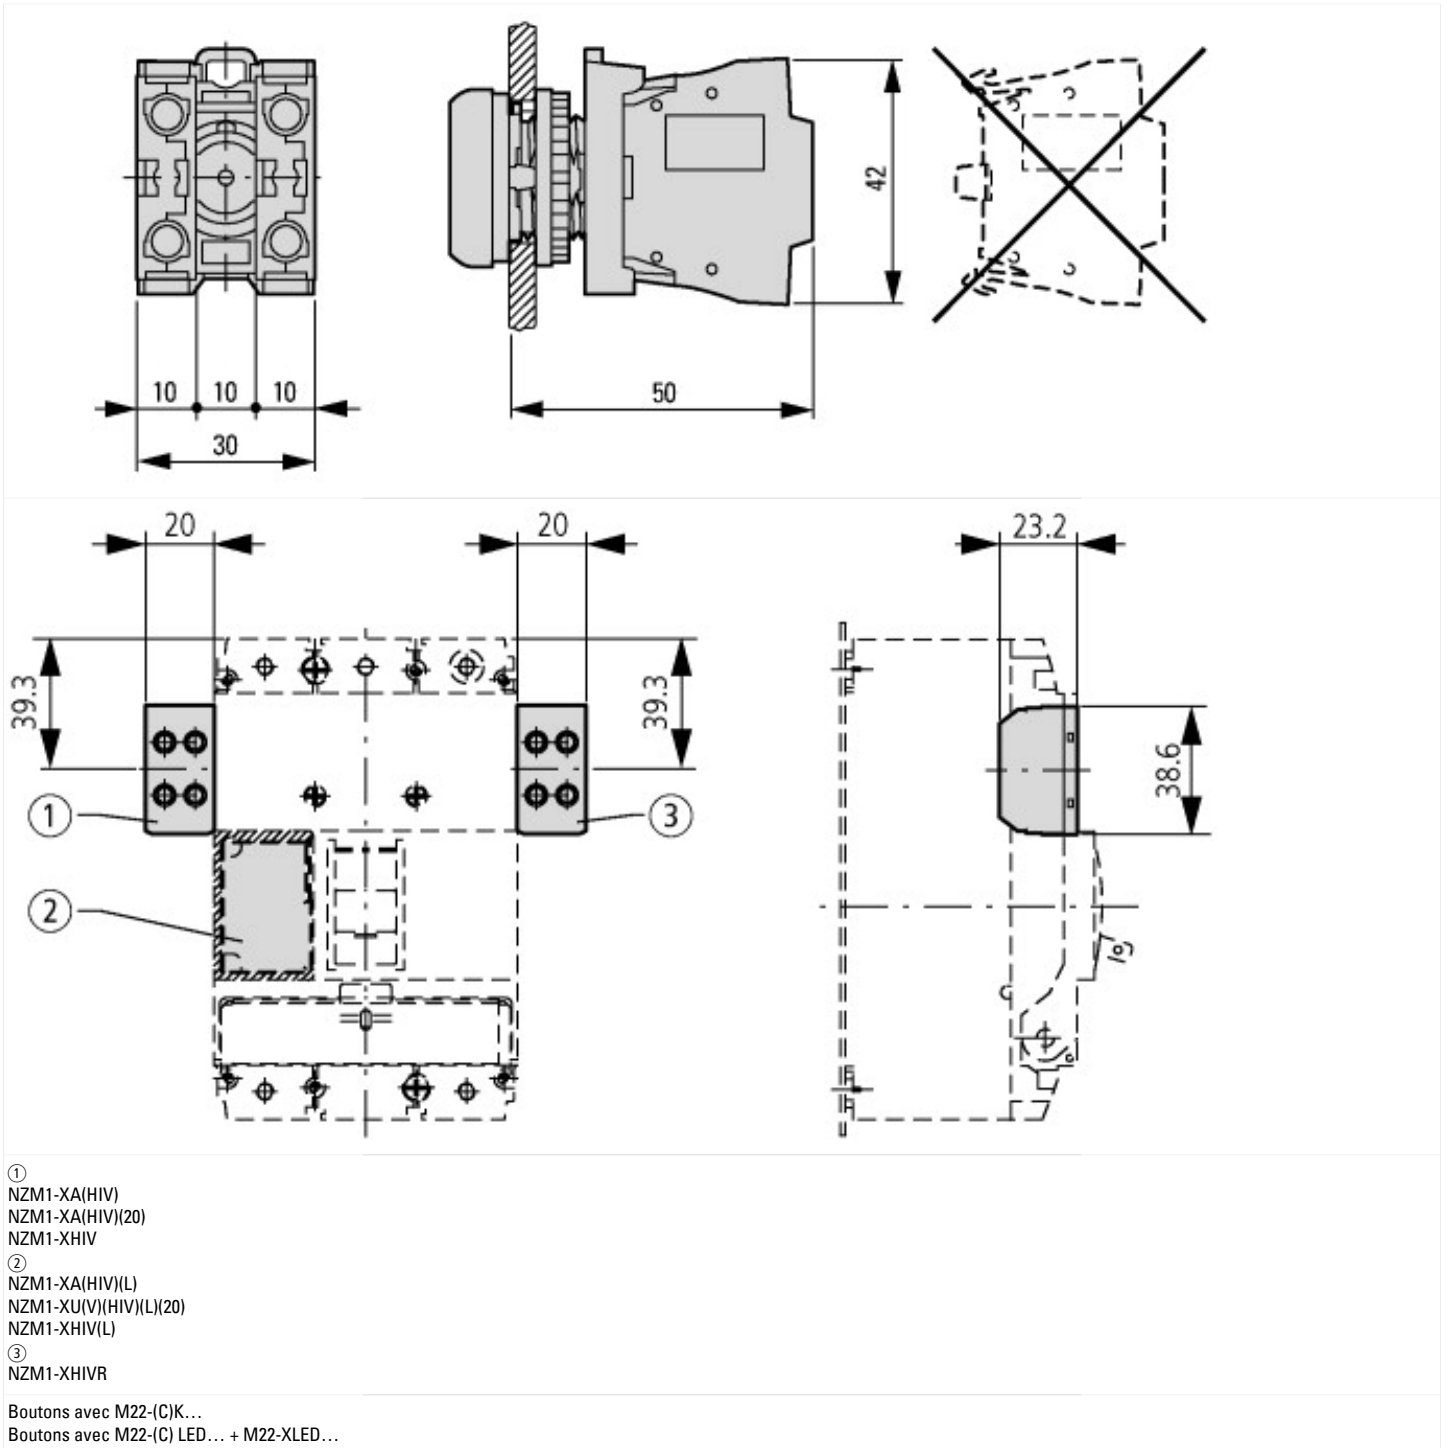 42
10 10 10
50
30
20 20 23.2
39.3 39.3
38.6
① ③
②
①
NZM1-XA(HIV)
NZM1-XA(HIV)(20)
NZM1-XHIV
②
NZM1-XA(HIV)(L)
NZM1-XU(V)(HIV)(L)(20)
NZM1-XHIV(L)
③
NZM1-XHIVR
Boutons avec M22-(C)K…
Boutons avec M22-(C) LED… + M22-XLED…